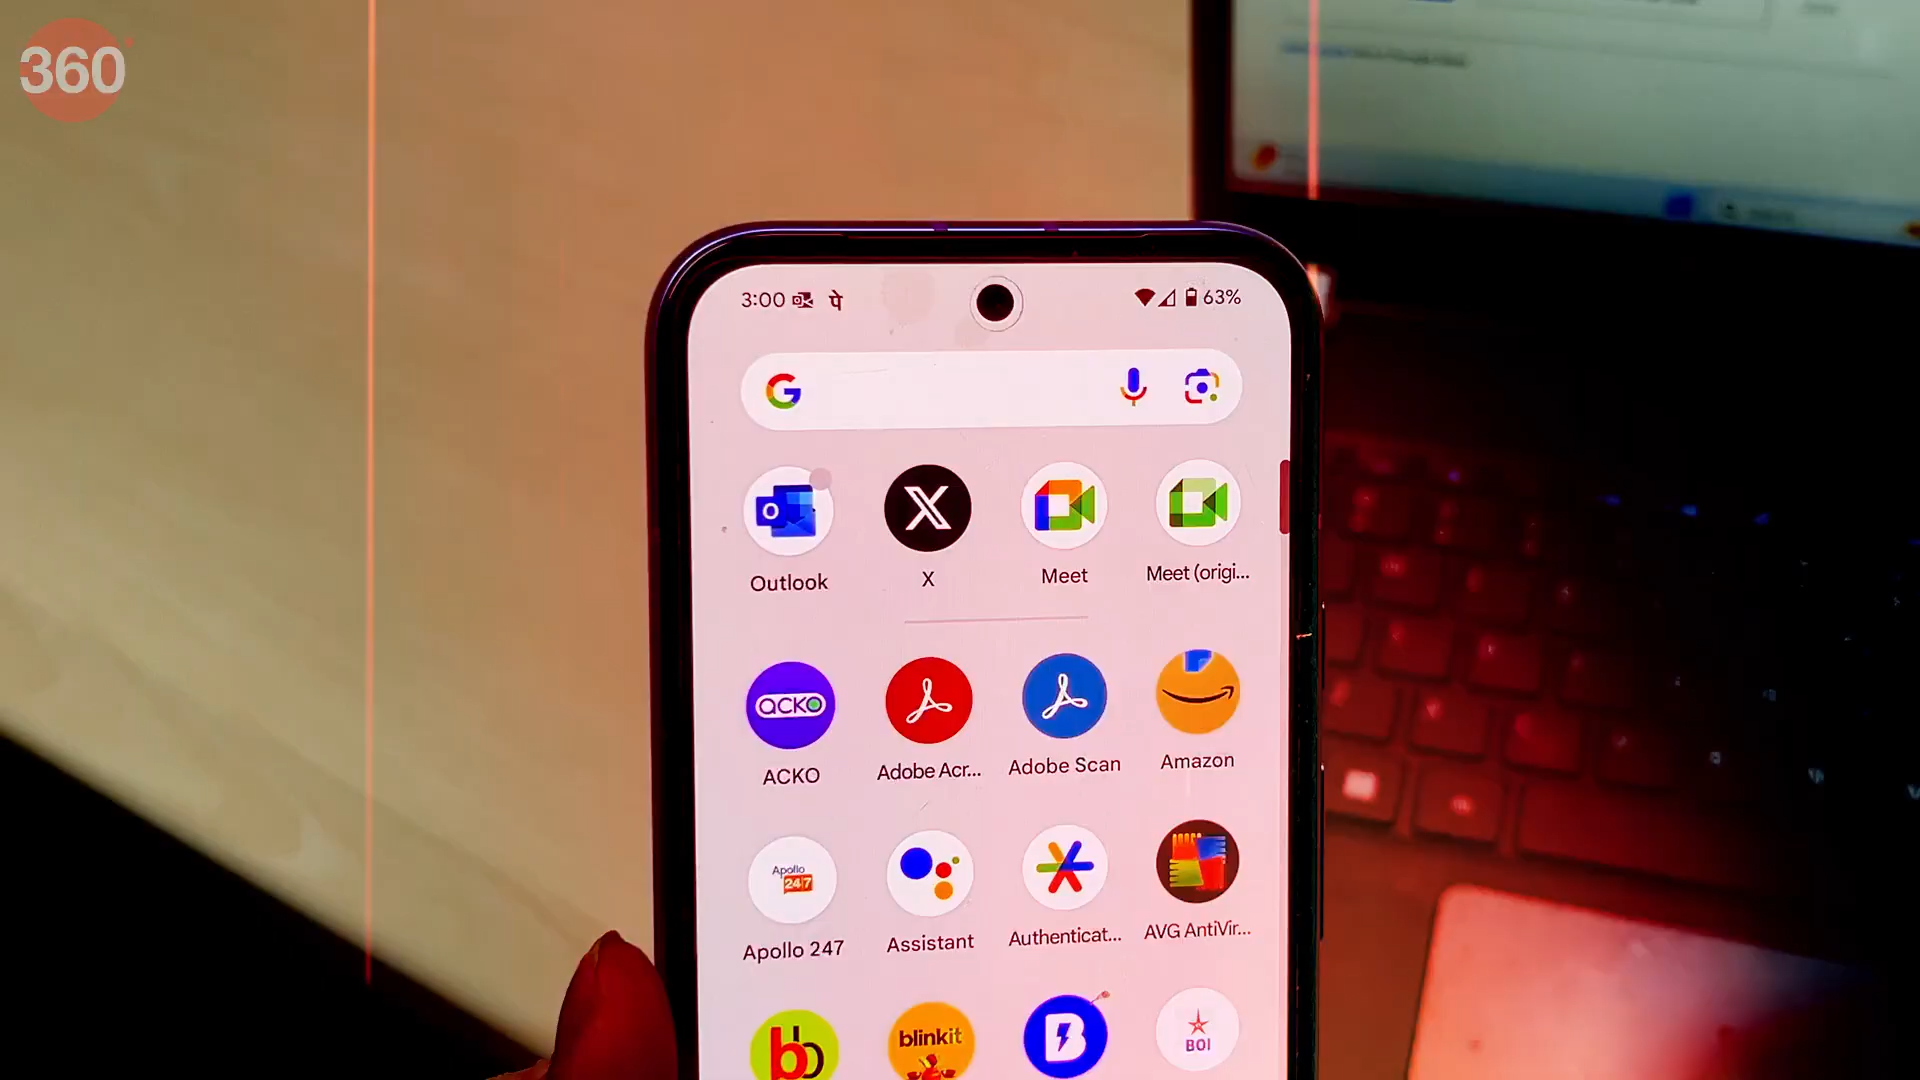 360
3:00 पे 63%
G
Outlook
X
Meet
Meet (origi...
acko
ACKO
Adobe Acr...
Adobe Scan
Amazon
Apollo
24|7
Apollo 247
Assistant
Authenticat...
AVG AntiVir...
bb
blinkit
B
BOI